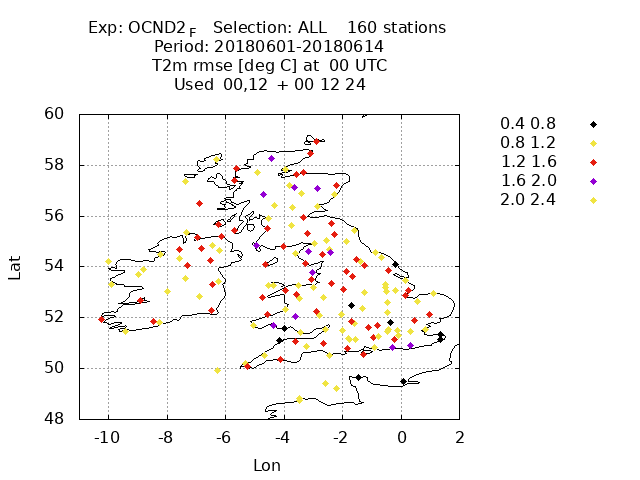 Exp: OCND2 F   Selection: ALL    160 stations
Period: 20180601-20180614
T2m rmse [deg C] at  00 UTC
Used  00,12  + 00 12 24
0.4 0.8
0.8 1.2
1.2 1.6
1.6 2.0
2.0 2.4
60
58
56
54
52
50
48
Lat
-10 -8 -6 -4 -2 0 2
Lon